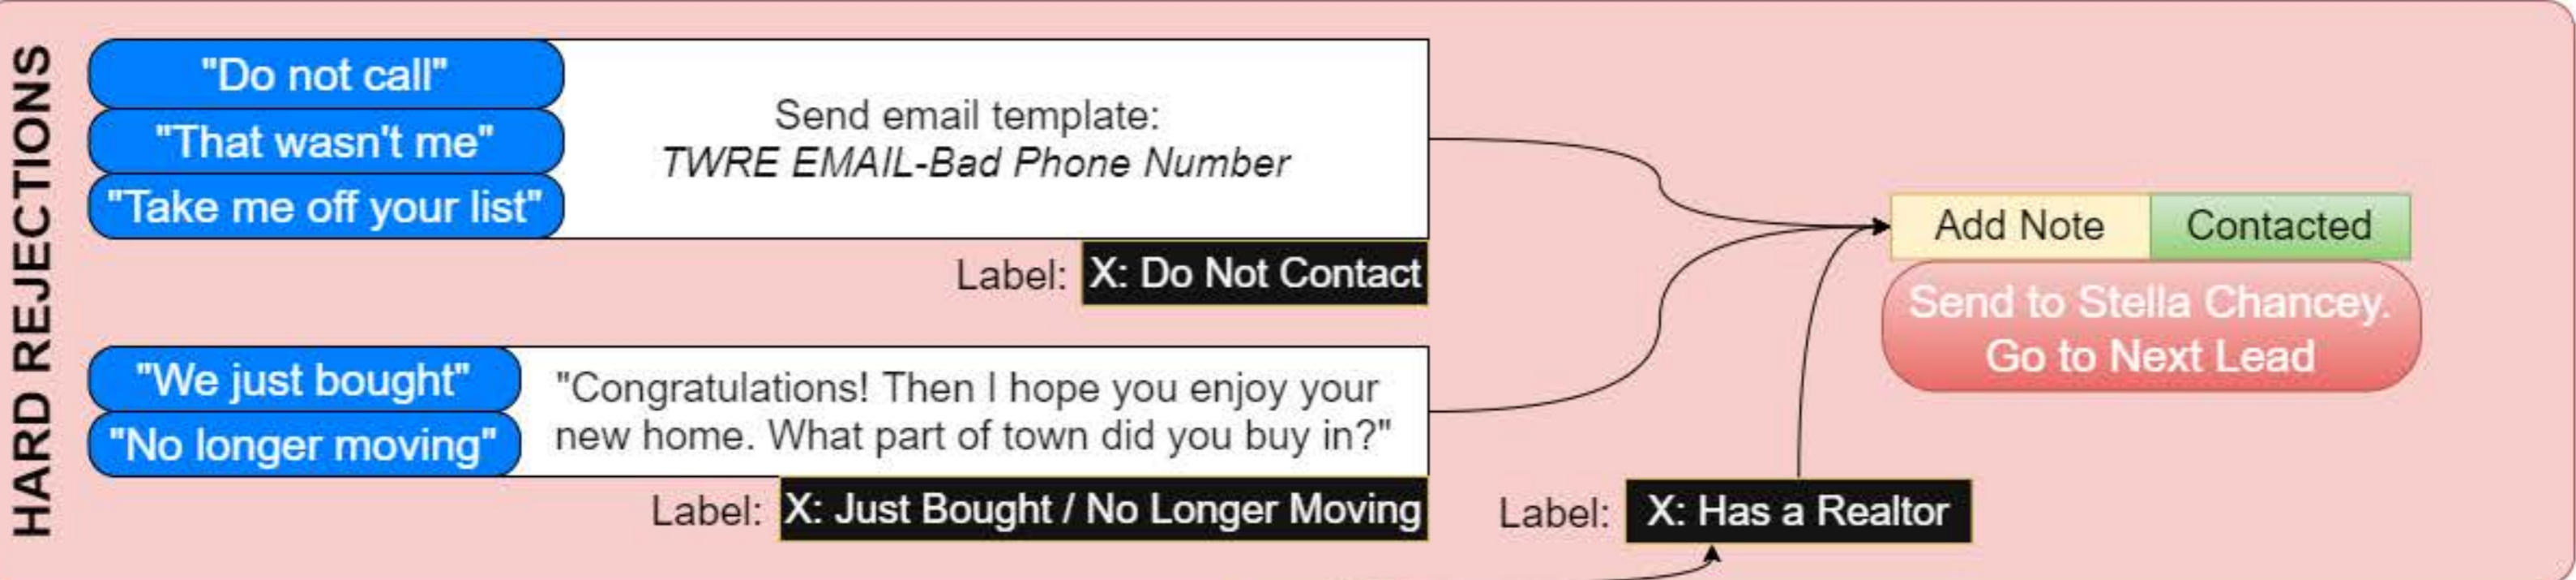 HARD REJECTIONS
"Do not call"
"That wasn't me"
"Take me off your list"
Send email template:
TWRE EMAIL-Bad Phone Number
Label: X: Do Not Contact
"We just bought"
"No longer moving"
"Congratulations! Then I hope you enjoy your
new home. What part of town did you buy in?"
Label: X: Just Bought / No Longer Moving
Label: X: Has a Realtor
Add Note Contacted
Send to Stella Chancey.
Go to Next Lead